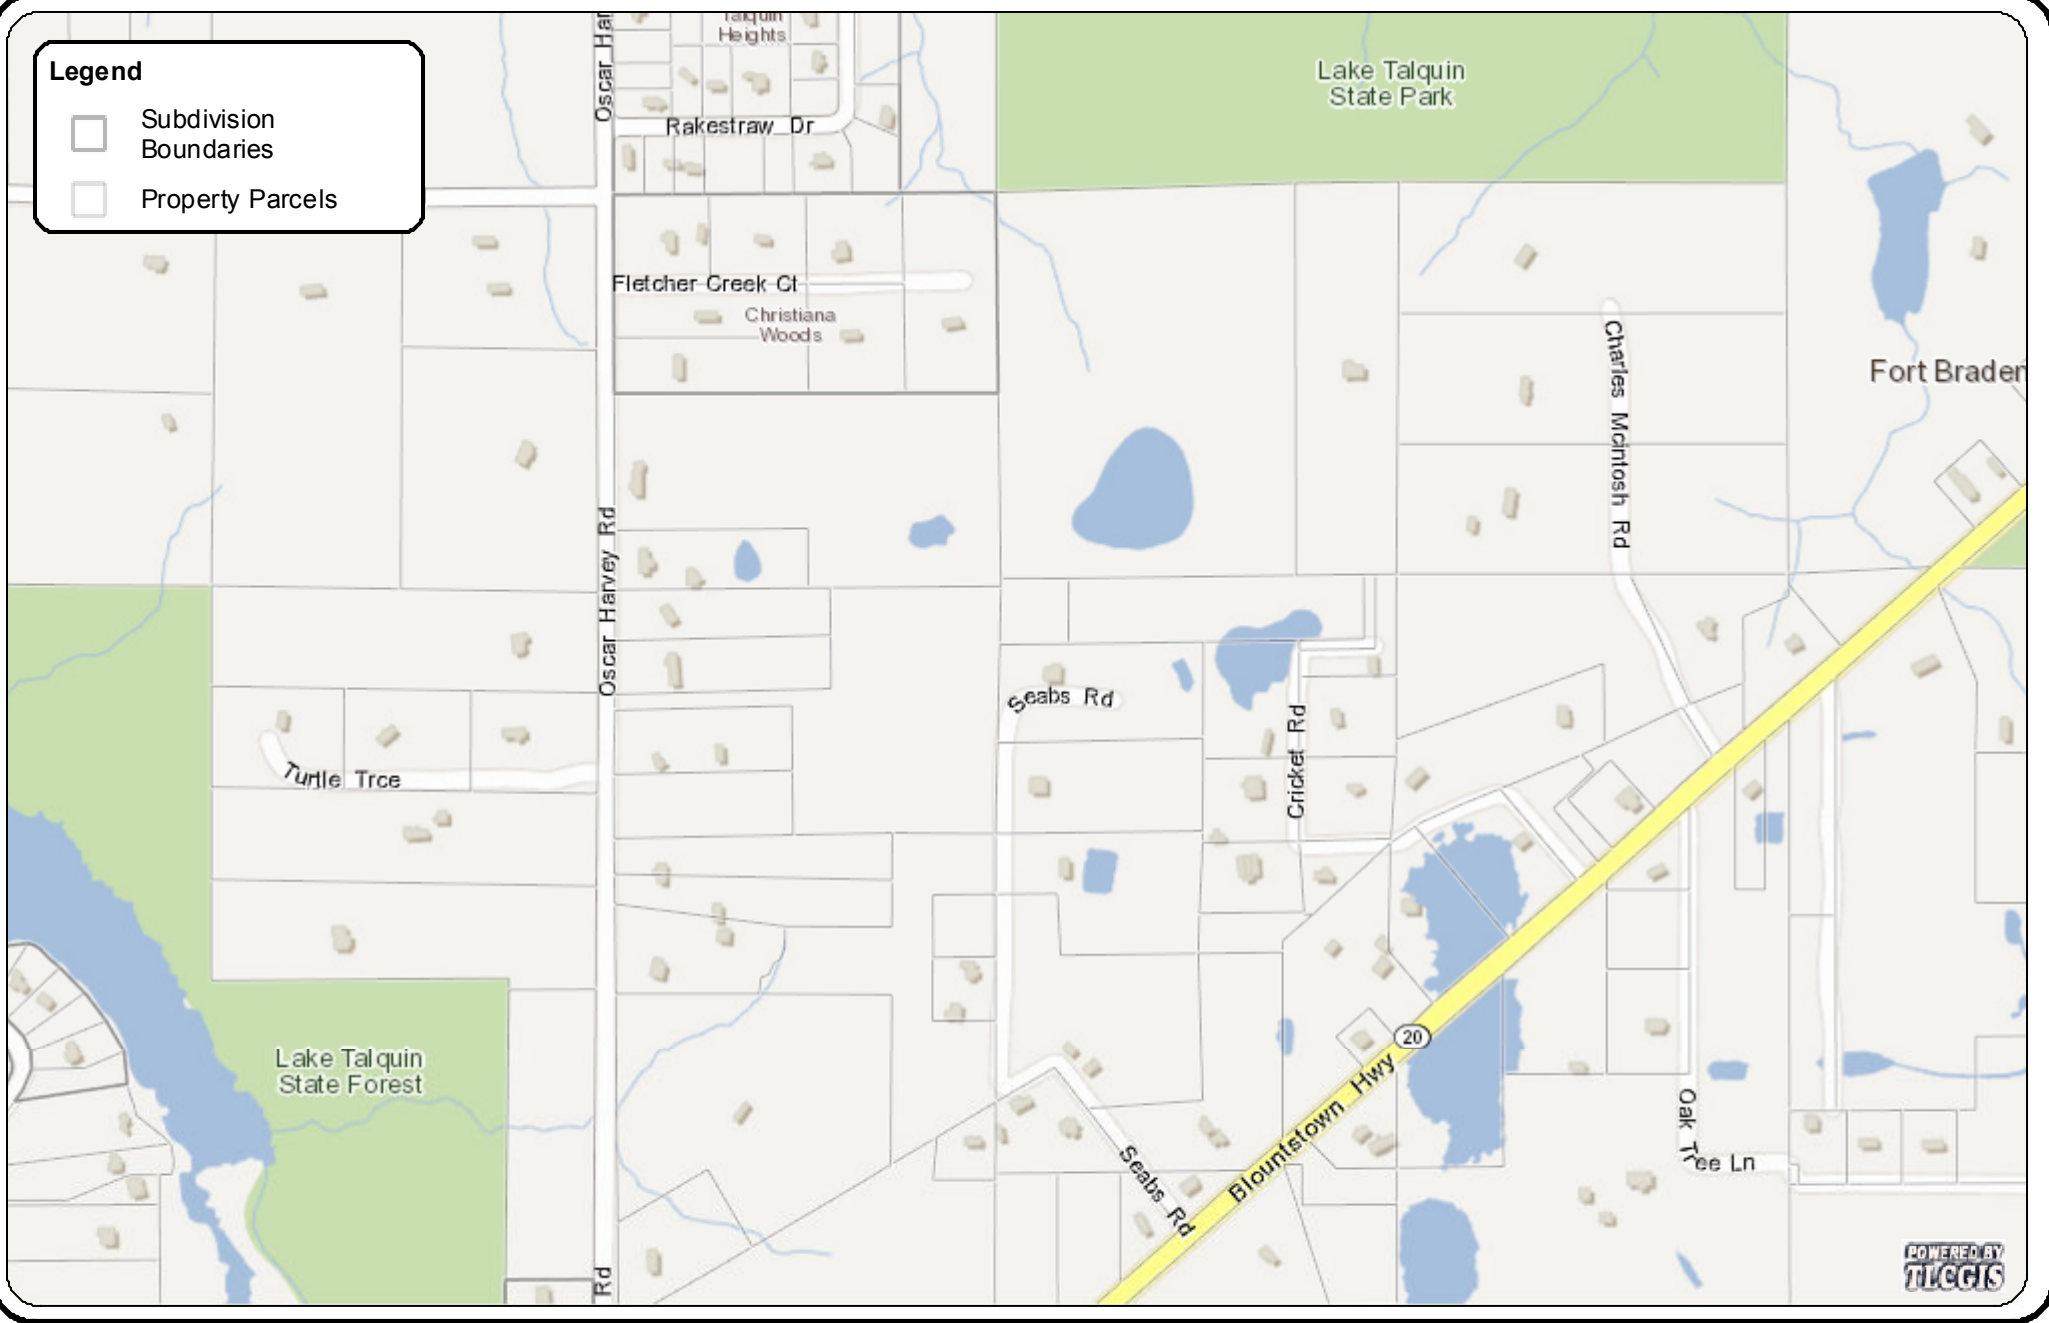 Legend
Subdivision
Boundaries
Property Parcels
Oscar Har
Talquin
Heights
Rakestraw Dr
Lake Talquin
State Park
Fletcher Creek Ct
Christiana
Woods
Charles Mcintosh Rd
Fort Braden
Oscar Harvey Rd
Seabs Rd
Cricket Rd
Turtle Trce
Lake Talquin
State Forest
20
Blountstown Hwy
Seabs Rd
Oak Tree Ln
Rd
POWERED BY
TLCGIS